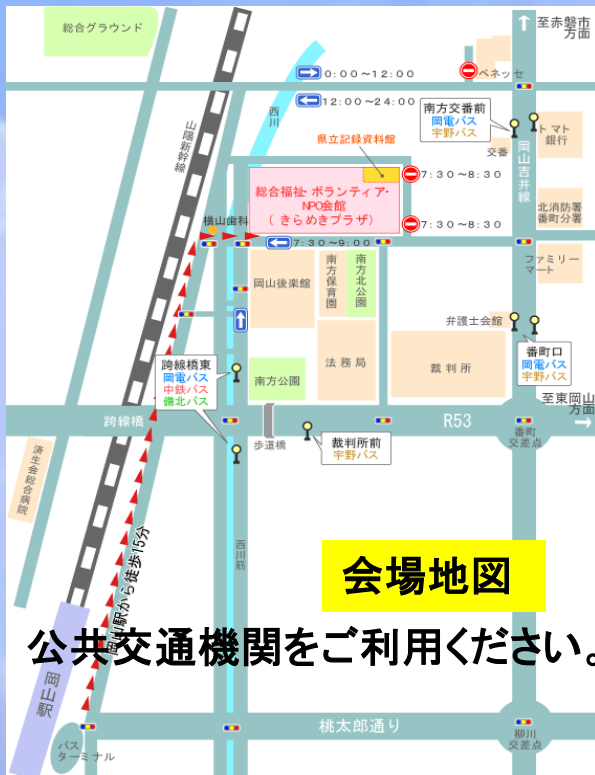 総合グラウンド
至赤磐市
方面
ベネッセ
0:00～12:00
12:00～24:00
西川
山陽新幹線
南方交番前
岡電バス
宇野バス
交番
トマト
銀行
岡山吉井線
県立記録資料館
7:30～8:30
総合福祉・ボランティア・
NPO会館
（きらめきプラザ）
北消防署
番町分署
横山歯科
7:30～8:30
7:30～9:00
岡山後楽館
南方保育園
南方北公園
ファミリー
マート
弁護士会館
番町口
岡電バス
宇野バス
跨線橋東
岡電バス
中鉄バス
備北バス
南方公園
法務局
裁判所
至東岡山
方面
跨線橋
R53
番町
交差点
歩道橋
裁判所前
宇野バス
済生会総合病院
西川筋
岡山駅から徒歩15分
会場地図
公共交通機関をご利用ください。
岡山駅
桃太郎通り
柳川
交差点
バス
ターミナル